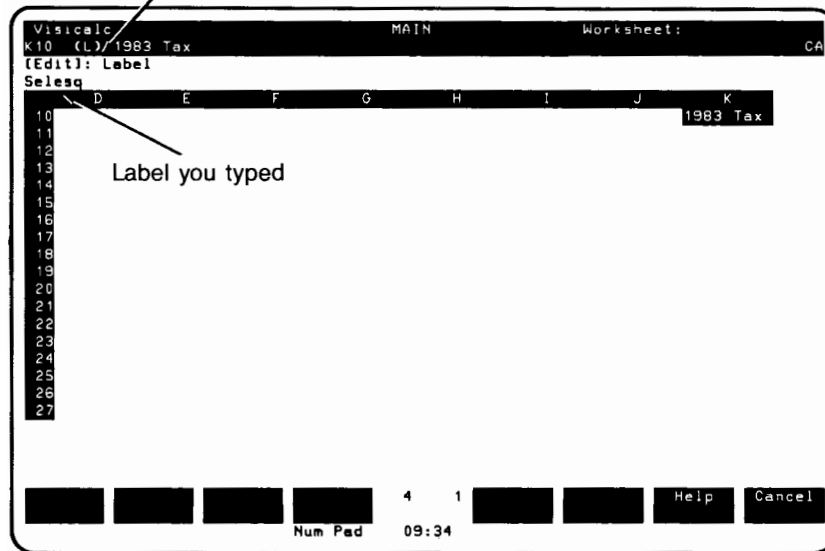 Visicalc MAIN Worksheet:
K10 (L) 1983 Tax CA
[Edit]: Label
Selesq
D E F G H I J K
10 1983 Tax
11
12
13
Label you typed
14
15
16
17
18
19
20
21
22
23
24
25
26
27
4 1 Help Cancel
Num Pad 09:34